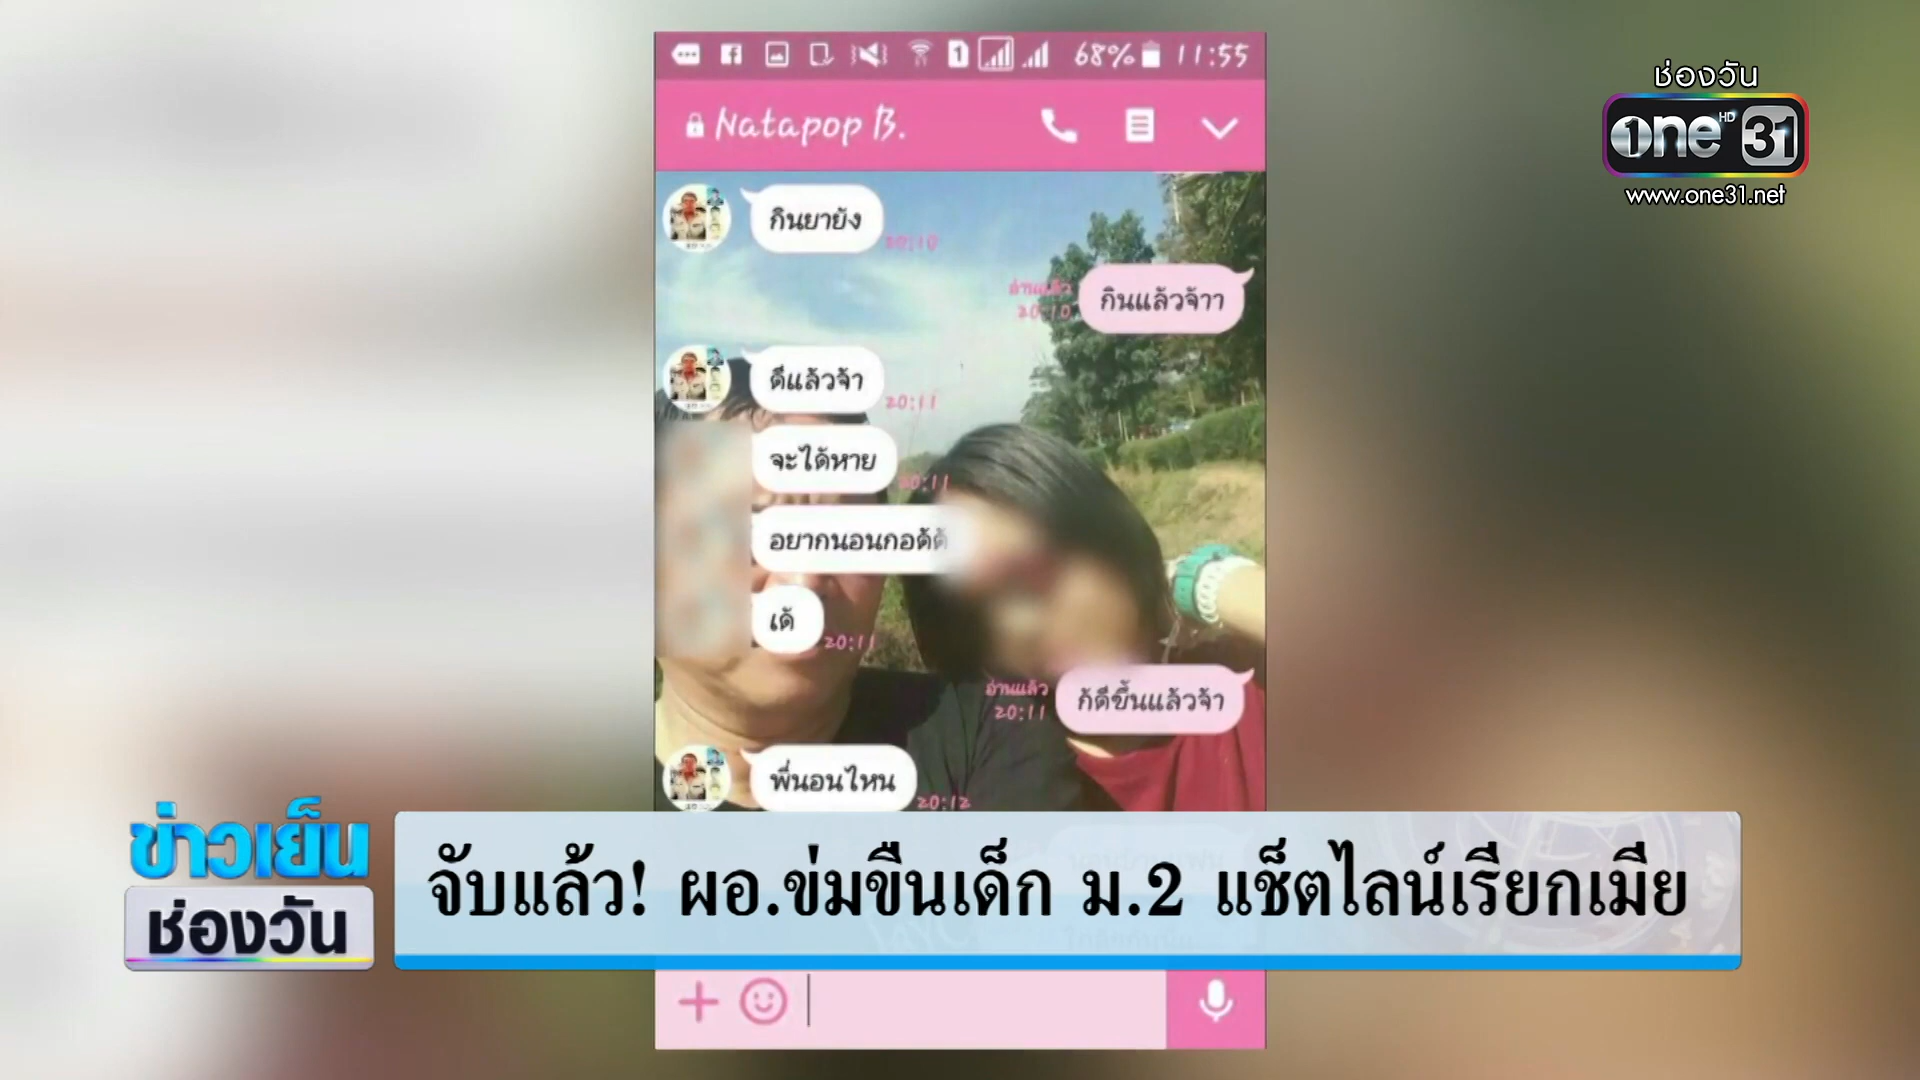 68% 11:55
Natapop B.
ช่องวัน
one HD 31
www.one31.net
กินยายัง
20:10
อ่านแล้ว
20:10
กินแล้วจ้าา
ดีแล้วจ้า
20:11
จะได้หาย
20:11
อยากนอนกอด
เด้
20:11
อ่านแล้ว
20:11
ก้ดีขึ้นแล้วจ้า
พี่นอนไหน
20:12
ข่าวเย็น
ช่องวัน
จับแล้ว! ผอ.ข่มขืนเด็ก ม.2 แช็ตไลน์เรียกเมีย